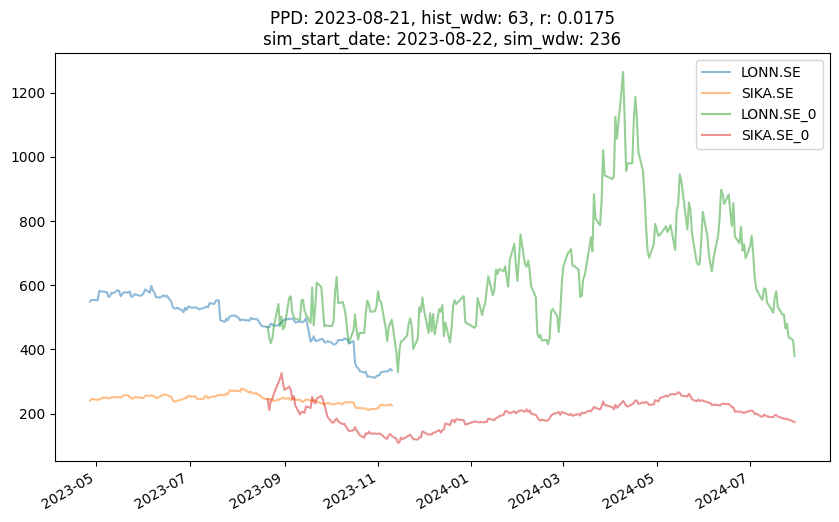 PPD: 2023-08-21, hist_wdw: 63, r: 0.0175
sim_start_date: 2023-08-22, sim_wdw: 236
LONN.SE
SIKA.SE
LONN.SE_0
SIKA.SE_0
1200
1000
800
600
400
200
2023-05
2023-07
2023-09
2023-11
2024-01
2024-03
2024-05
2024-07